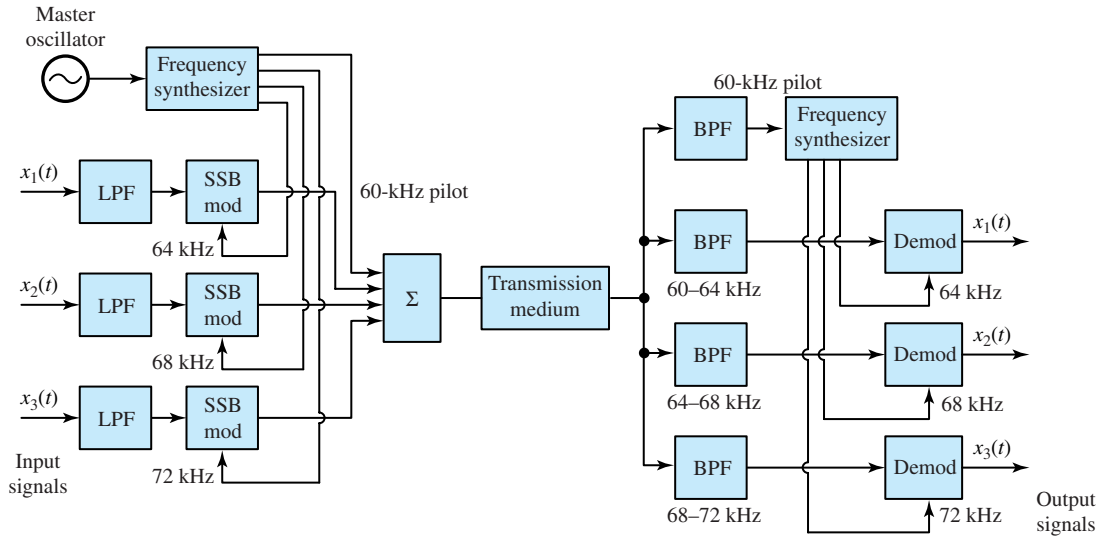 Master
oscillator
Frequency
synthesizer
x1(t)
LPF
SSB
mod
64 kHz
60-kHz pilot
x2(t)
LPF
SSB
mod
68 kHz
x3(t)
LPF
SSB
mod
72 kHz
Input
signals
Σ
Transmission
medium
60-kHz pilot
BPF
Frequency
synthesizer
BPF
60–64 kHz
Demod
x1(t)
64 kHz
BPF
64–68 kHz
Demod
x2(t)
68 kHz
BPF
68–72 kHz
Demod
x3(t)
72 kHz
Output
signals